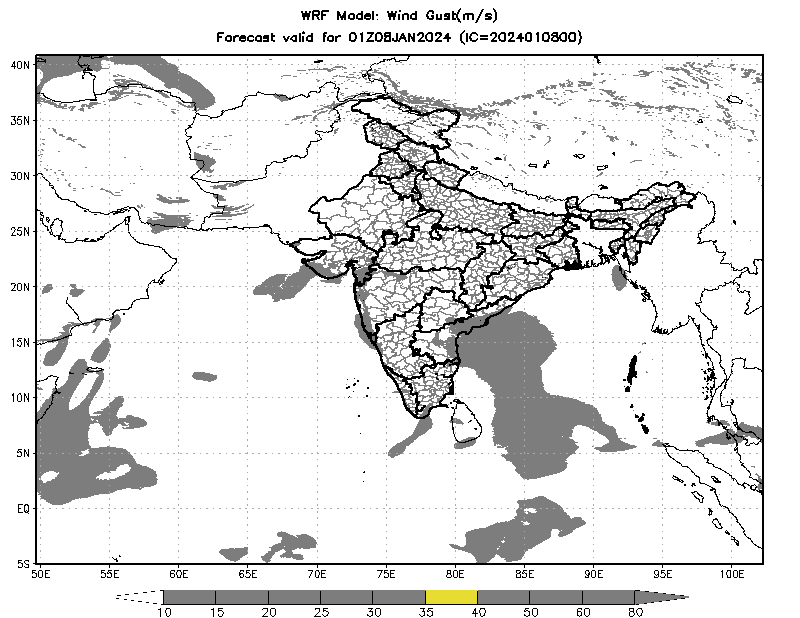 WRF Model: Wind Gust(m/s)
Forecast valid for 01Z08JAN2024 (IC=2024010800)
40N
35N
30N
25N
20N
15N
10N
5N
EQ
5S
50E 55E 60E 65E 70E 75E 80E 85E 90E 95E 100E
10 15 20 25 30 35 40 50 60 80